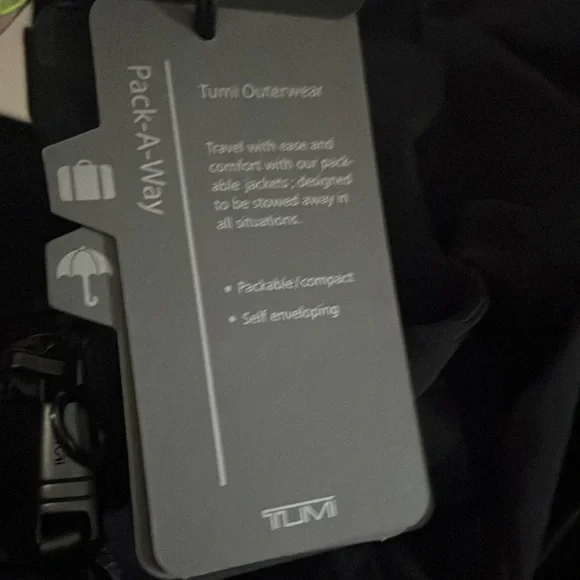 Pack-A-Way
Tumi Outerwear
Travel with ease and
comfort with our pack-
able jackets; designed
to be stowed away in
all situations.
• Packable/compact
• Self enveloping
TUMI